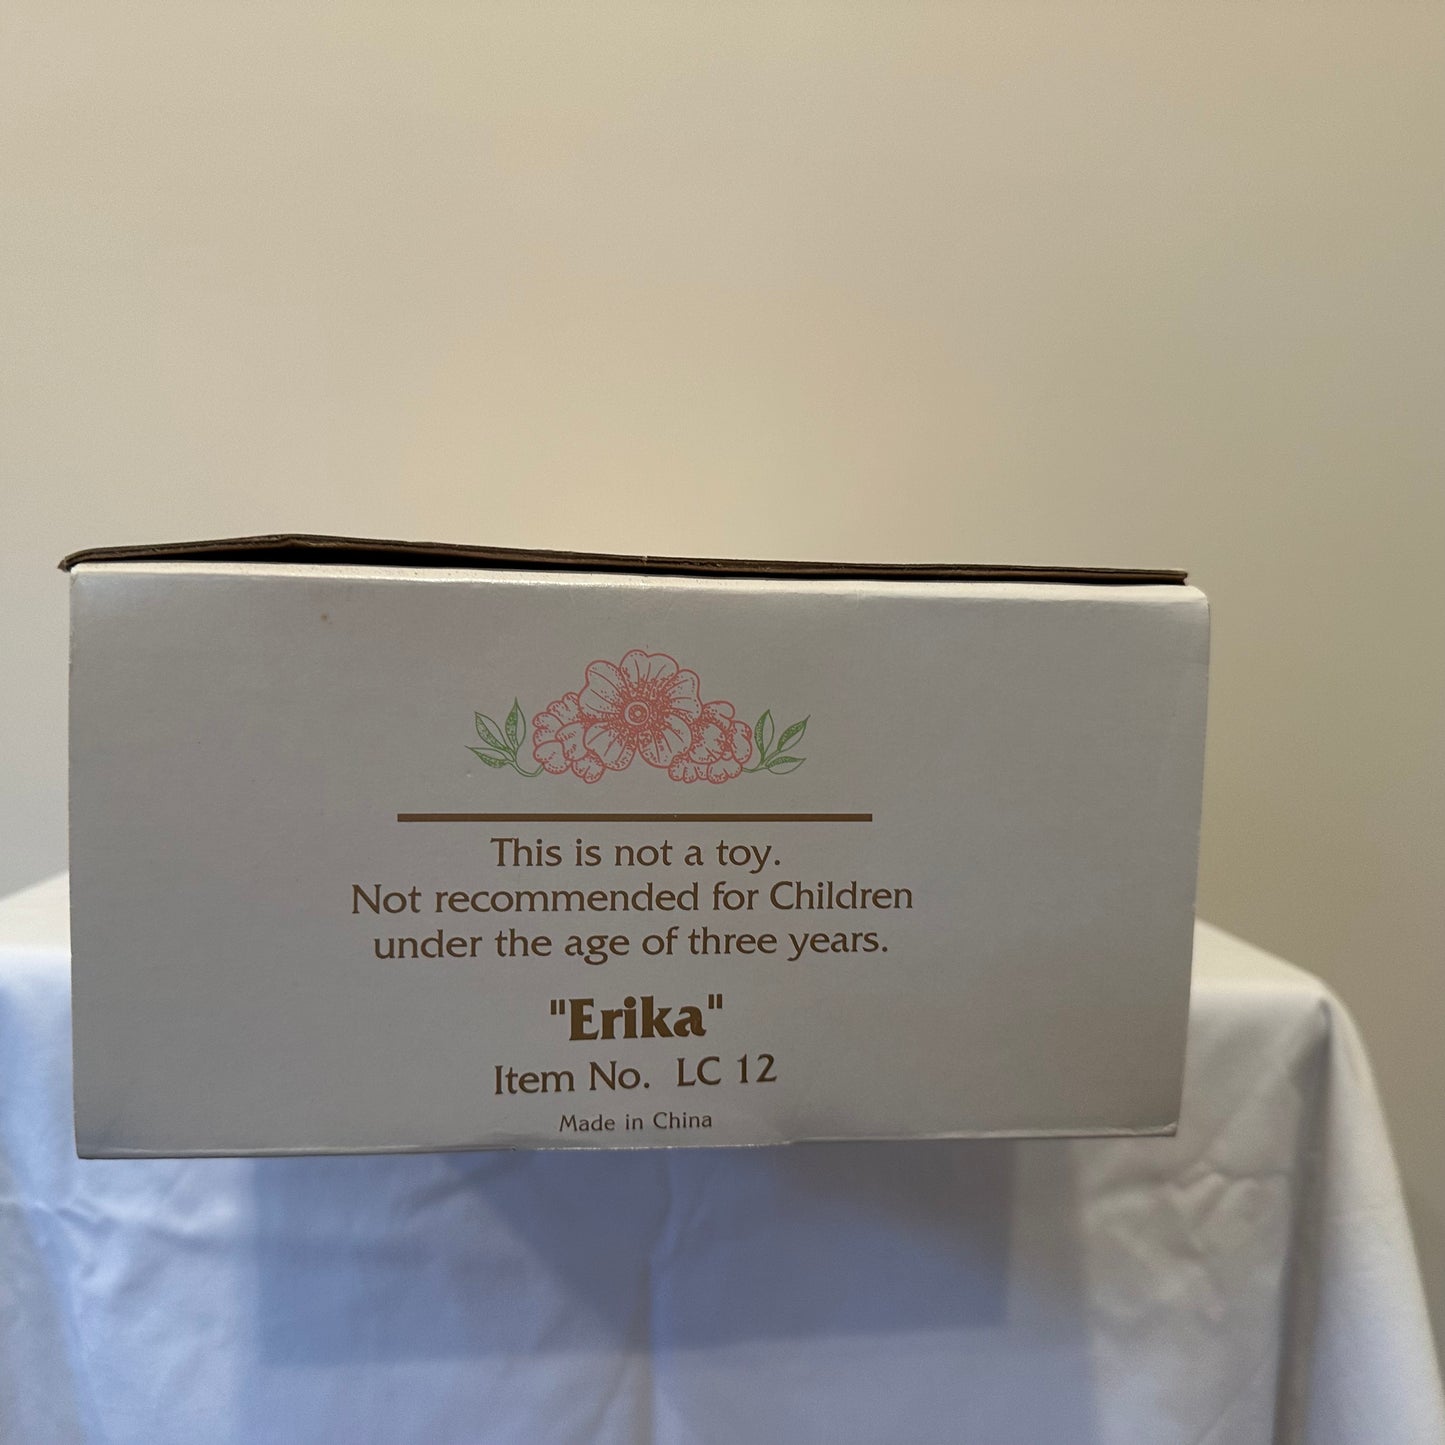 This is not a toy.
Not recommended for Children
under the age of three years.
"Erika"
Item No. LC 12
Made in China